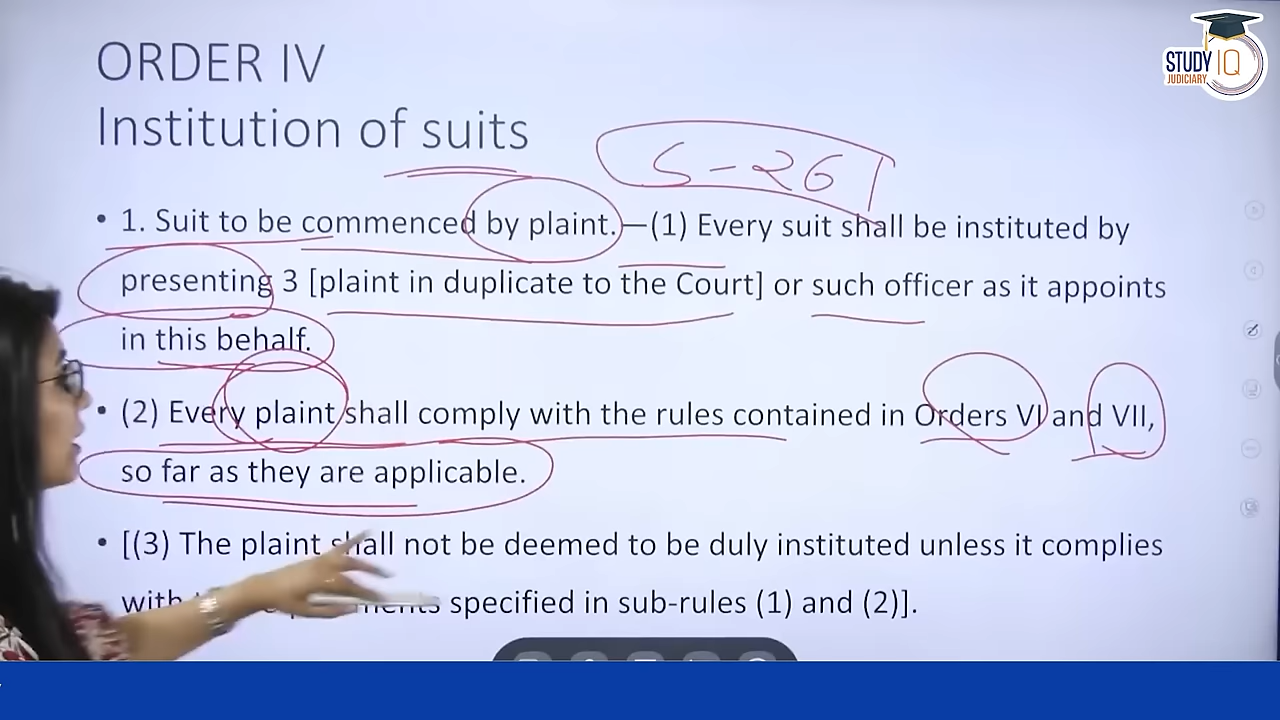 ORDER IV
Institution of suits
STUDY IQ
JUDICIARY
S-26
• 1. Suit to be commenced by plaint.—(1) Every suit shall be instituted by
presenting 3 [plaint in duplicate to the Court] or such officer as it appoints
in this behalf.
• (2) Every plaint shall comply with the rules contained in Orders VI and VII,
so far as they are applicable.
• [(3) The plaint shall not be deemed to be duly instituted unless it complies
with specified in sub-rules (1) and (2)].